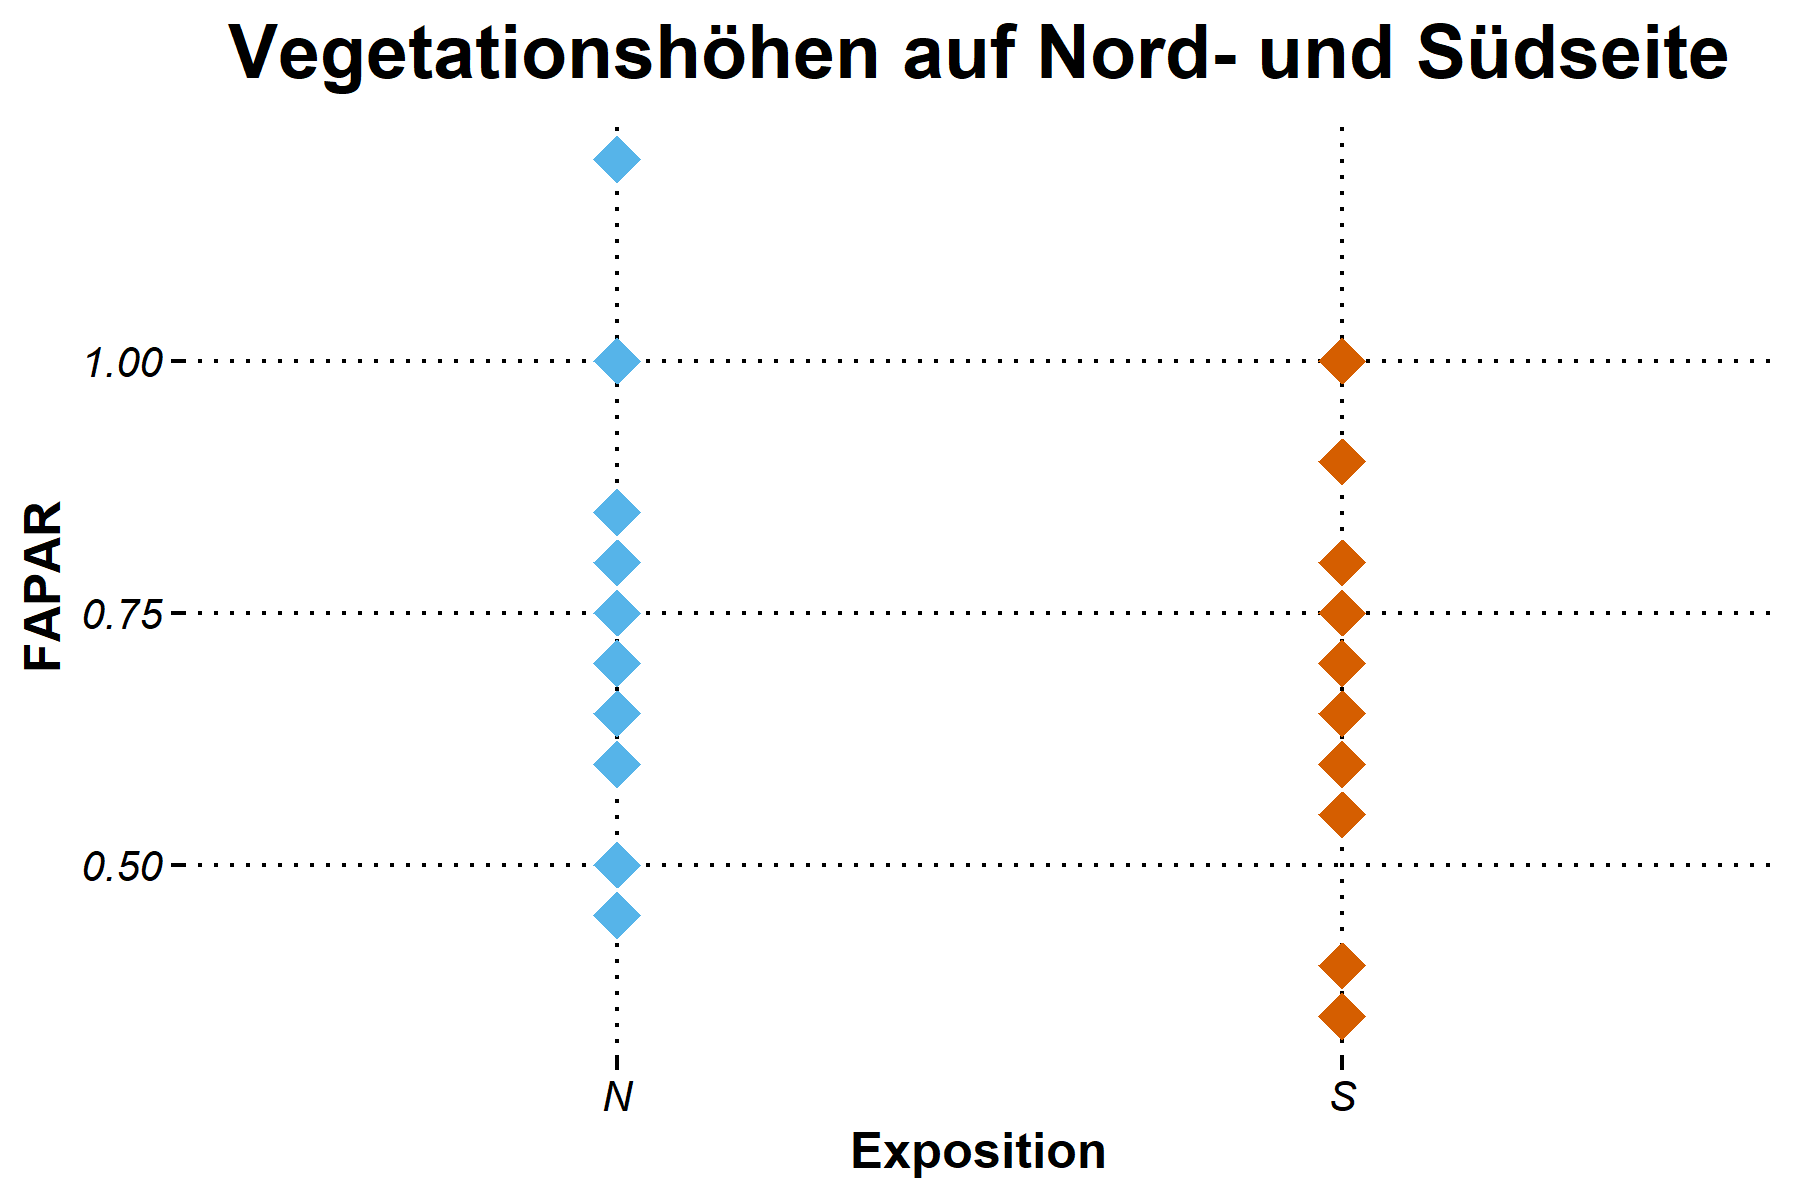 Vegetationshöhen auf Nord- und Südseite
1.00
0.75
0.50
FAPAR
N
S
Exposition